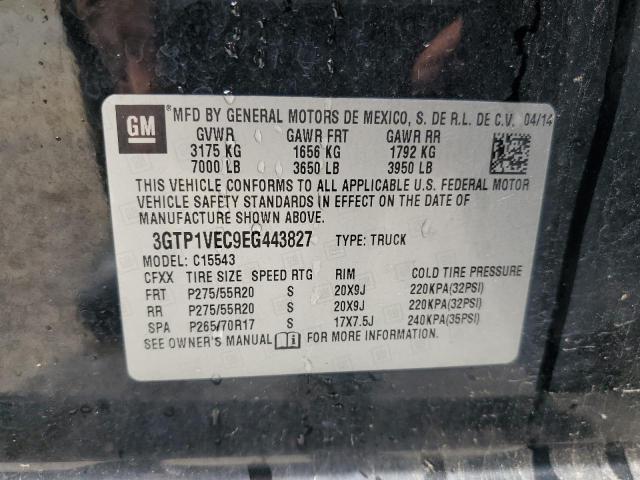 GM
®MFD BY GENERAL MOTORS DE MEXICO, S. DE R.L. DE C.V. 04/14
GVWR GAWR FRT GAWR RR
3175 KG 1656 KG 1792 KG
7000 LB 3650 LB 3950 LB
THIS VEHICLE CONFORMS TO ALL APPLICABLE U.S. FEDERAL MOTOR
VEHICLE SAFETY STANDARDS IN EFFECT ON THE DATE OF
MANUFACTURE SHOWN ABOVE.
3GTP1VEC9EG443827 TYPE: TRUCK
MODEL: C15543
CFXX TIRE SIZE SPEED RTG RIM COLD TIRE PRESSURE
FRT P275/55R20 S 20X9J 220KPA(32PSI)
RR P275/55R20 S 20X9J 220KPA(32PSI)
SPA P265/70R17 S 17X7.5J 240KPA(35PSI)
SEE OWNER'S MANUAL FOR MORE INFORMATION.